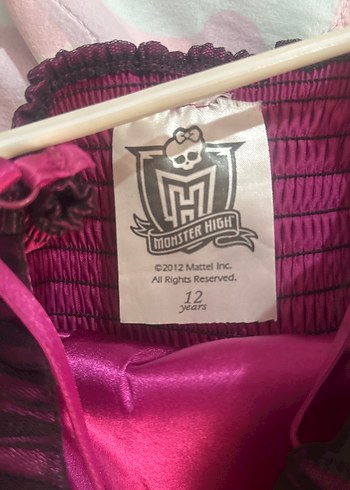 MH
MONSTER HIGH
©2012 Mattel Inc.
All Rights Reserved.
12
years